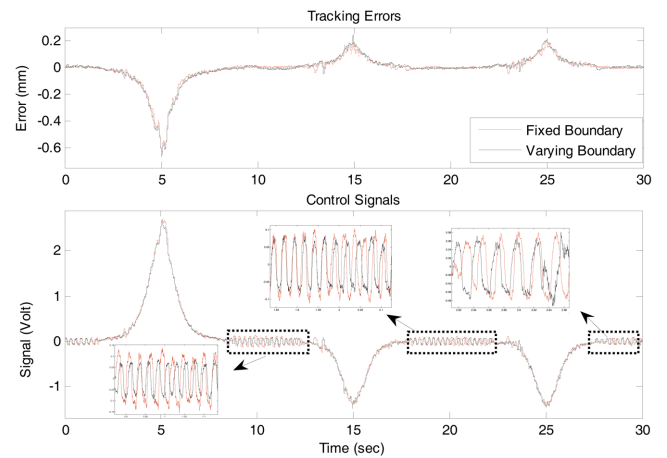 Tracking Errors
0.2
0
-0.2
-0.4
-0.6
Error (mm)
Fixed Boundary
Varying Boundary
0 5 10 15 20 25 30
Control Signals
2
1
0
-1
Signal (Volt)
0 5 10 15 20 25 30
Time (sec)